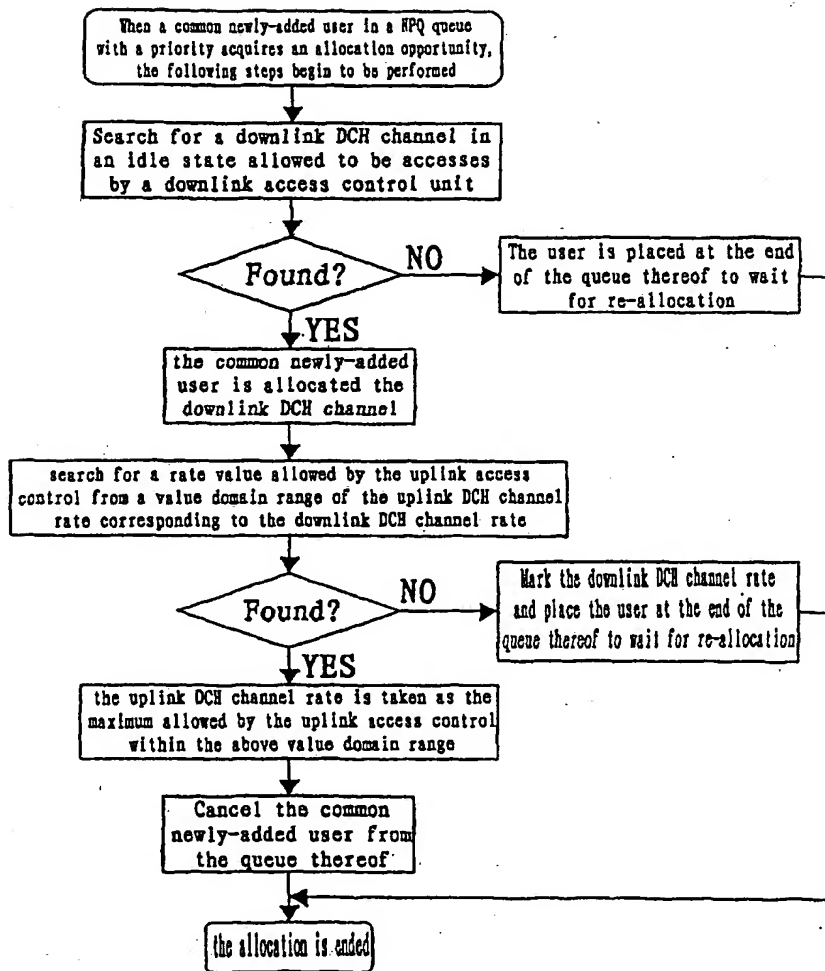 When a common newly-added user in a NPQ queue
with a priority acquires an allocation opportunity,
the following steps begin to be performed
Search for a downlink DCH channel in
an idle state allowed to be accesses
by a downlink access control unit
Found?
NO
The user is placed at the end
of the queue thereof to wait
for re-allocation
YES
the common newly-added
user is allocated the
downlink DCH channel
search for a rate value allowed by the uplink access
control from a value domain range of the uplink DCH channel
rate corresponding to the downlink DCH channel rate
Found?
NO
Mark the downlink DCH channel rate
and place the user at the end of the
queue thereof to wait for re-allocation
YES
the uplink DCH channel rate is taken as the
maximum allowed by the uplink access control
within the above value domain range
Cancel the common
newly-added user from
the queue thereof
the allocation is ended